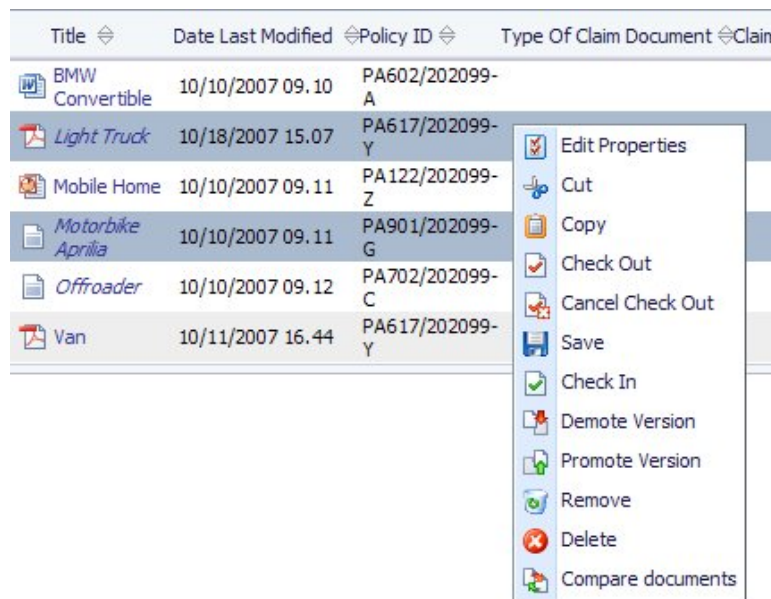 Title Date Last Modified Policy ID Type Of Claim Document Claim
BMW Convertible 10/10/2007 09.10 PA602/202099-A
Light Truck 10/18/2007 15.07 PA617/202099-Y
Mobile Home 10/10/2007 09.11 PA122/202099-Z
Motorbike Aprilia 10/10/2007 09.11 PA901/202099-G
Offroader 10/10/2007 09.12 PA702/202099-C
Van 10/11/2007 16.44 PA617/202099-Y
Edit Properties
Cut
Copy
Check Out
Cancel Check Out
Save
Check In
Demote Version
Promote Version
Remove
Delete
Compare documents